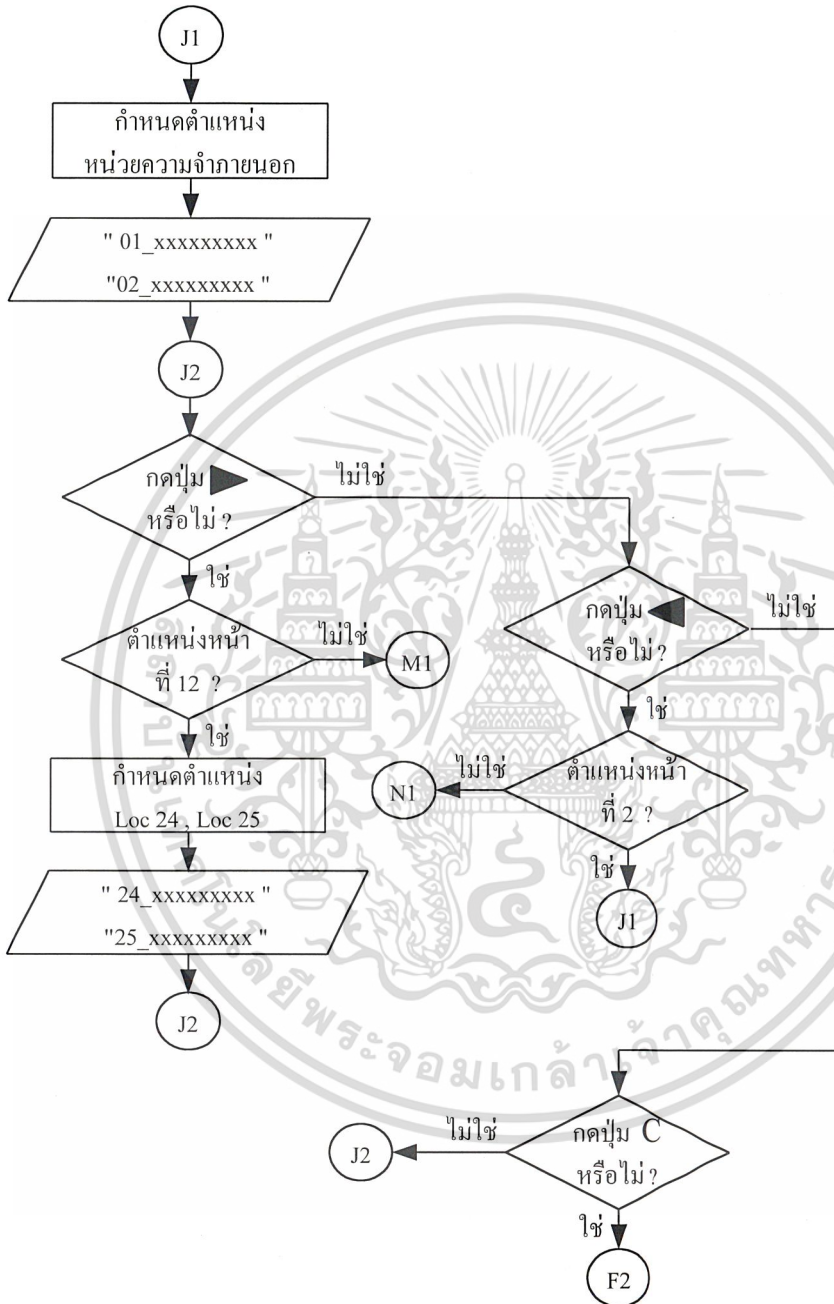 J1
กำหนดตำแหน่ง
หน่วยความจำภายนอก
" 01_xxxxxxxxx "
"02_xxxxxxxxx "
J2
กดปุ่ม ▶
หรือไม่ ?
ไม่ใช่
ใช่
ตำแหน่งหน้า
ที่ 12 ?
ไม่ใช่
M1
ใช่
กำหนดตำแหน่ง
Loc 24 , Loc 25
" 24_xxxxxxxxx "
"25_xxxxxxxxx "
J2
กดปุ่ม ◀
หรือไม่ ?
ไม่ใช่
ใช่
ตำแหน่งหน้า
ที่ 2 ?
ไม่ใช่
N1
ใช่
J1
กดปุ่ม C
หรือไม่ ?
ไม่ใช่
J2
ใช่
F2